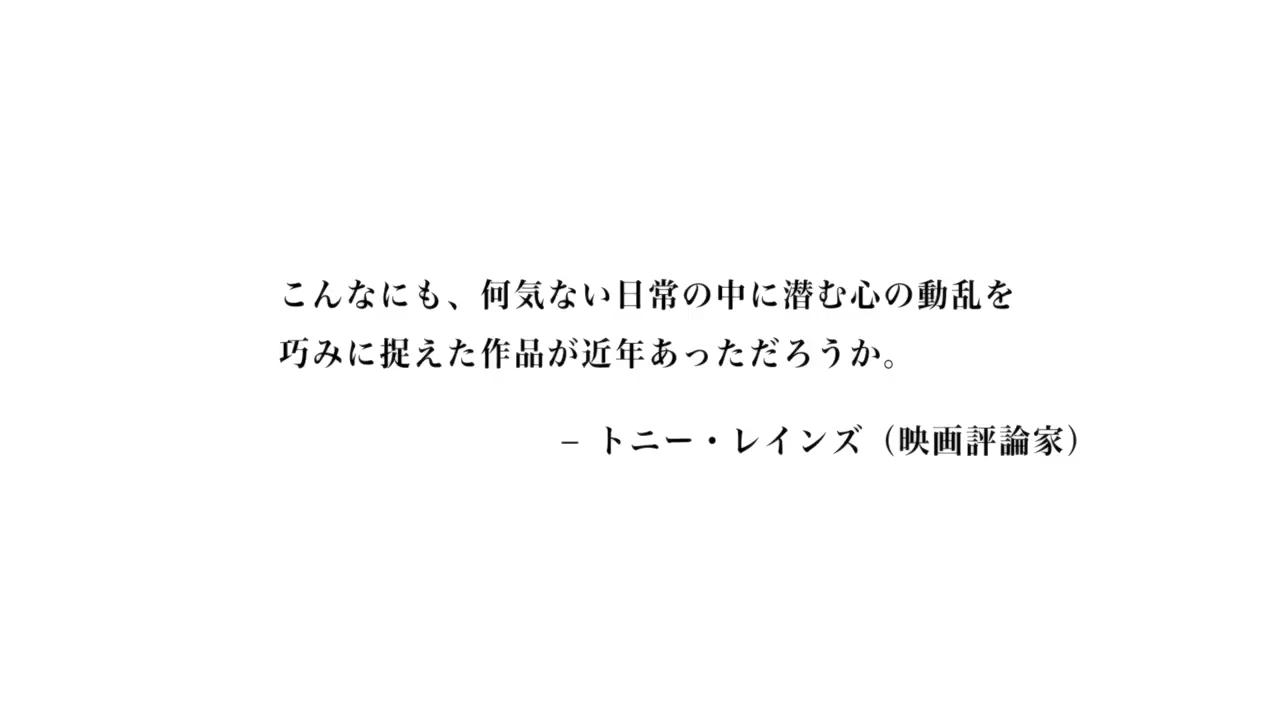 こんなにも、何気ない日常の中に潜む心の動乱を
巧みに捉えた作品が近年あっただろうか。
– トニー・レインズ（映画評論家）